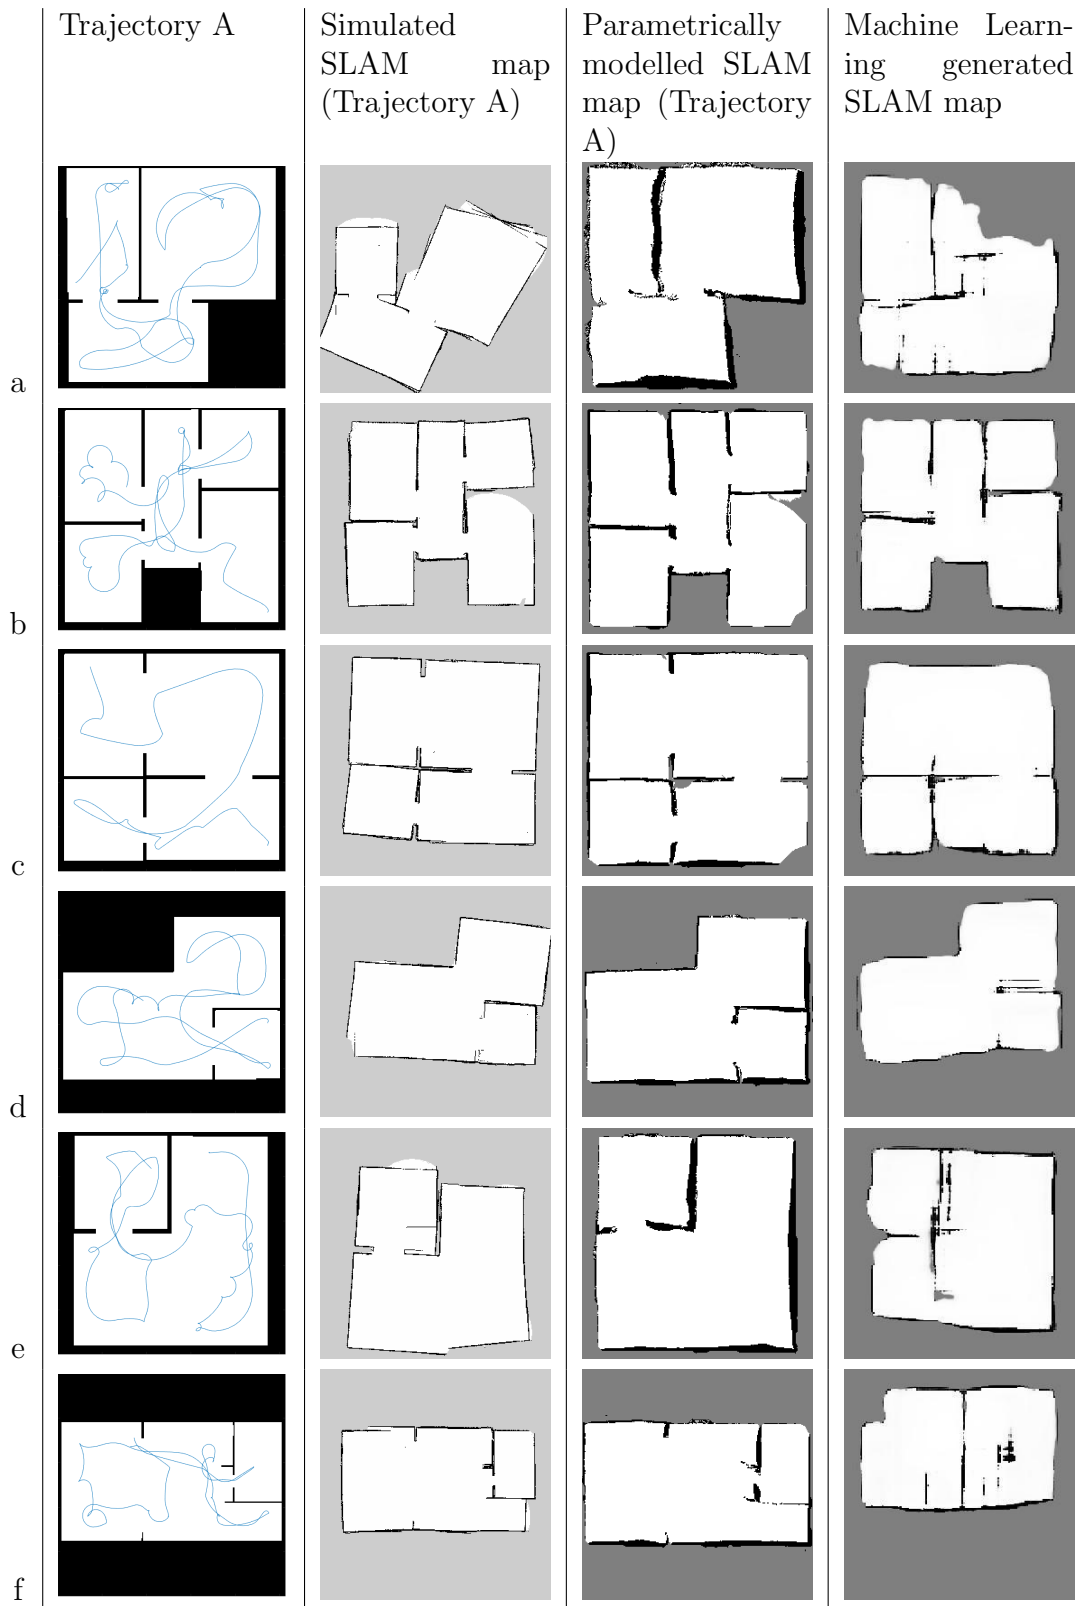 Trajectory A
Simulated
SLAM map
(Trajectory A)
Parametrically
modelled SLAM
map (Trajectory
A)
Machine Learn-
ing generated
SLAM map
a
b
c
d
e
f